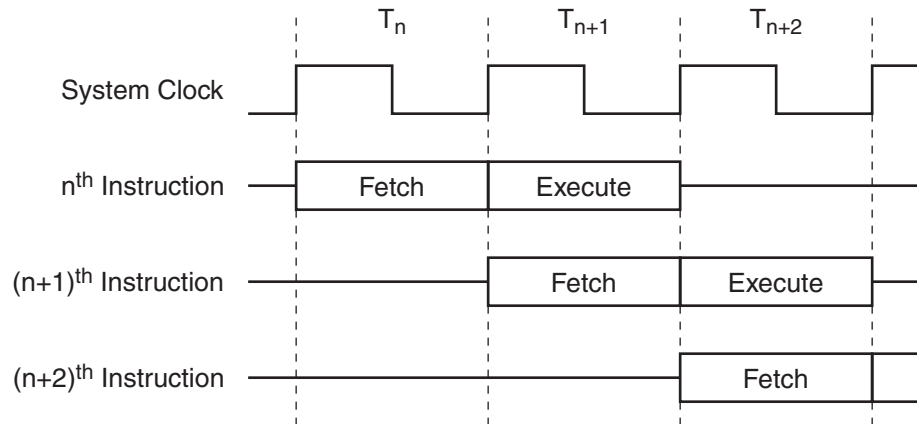 Tₙ Tₙ₊₁ Tₙ₊₂
System Clock
nᵗʰ Instruction Fetch Execute
(n+1)ᵗʰ Instruction Fetch Execute
(n+2)ᵗʰ Instruction Fetch